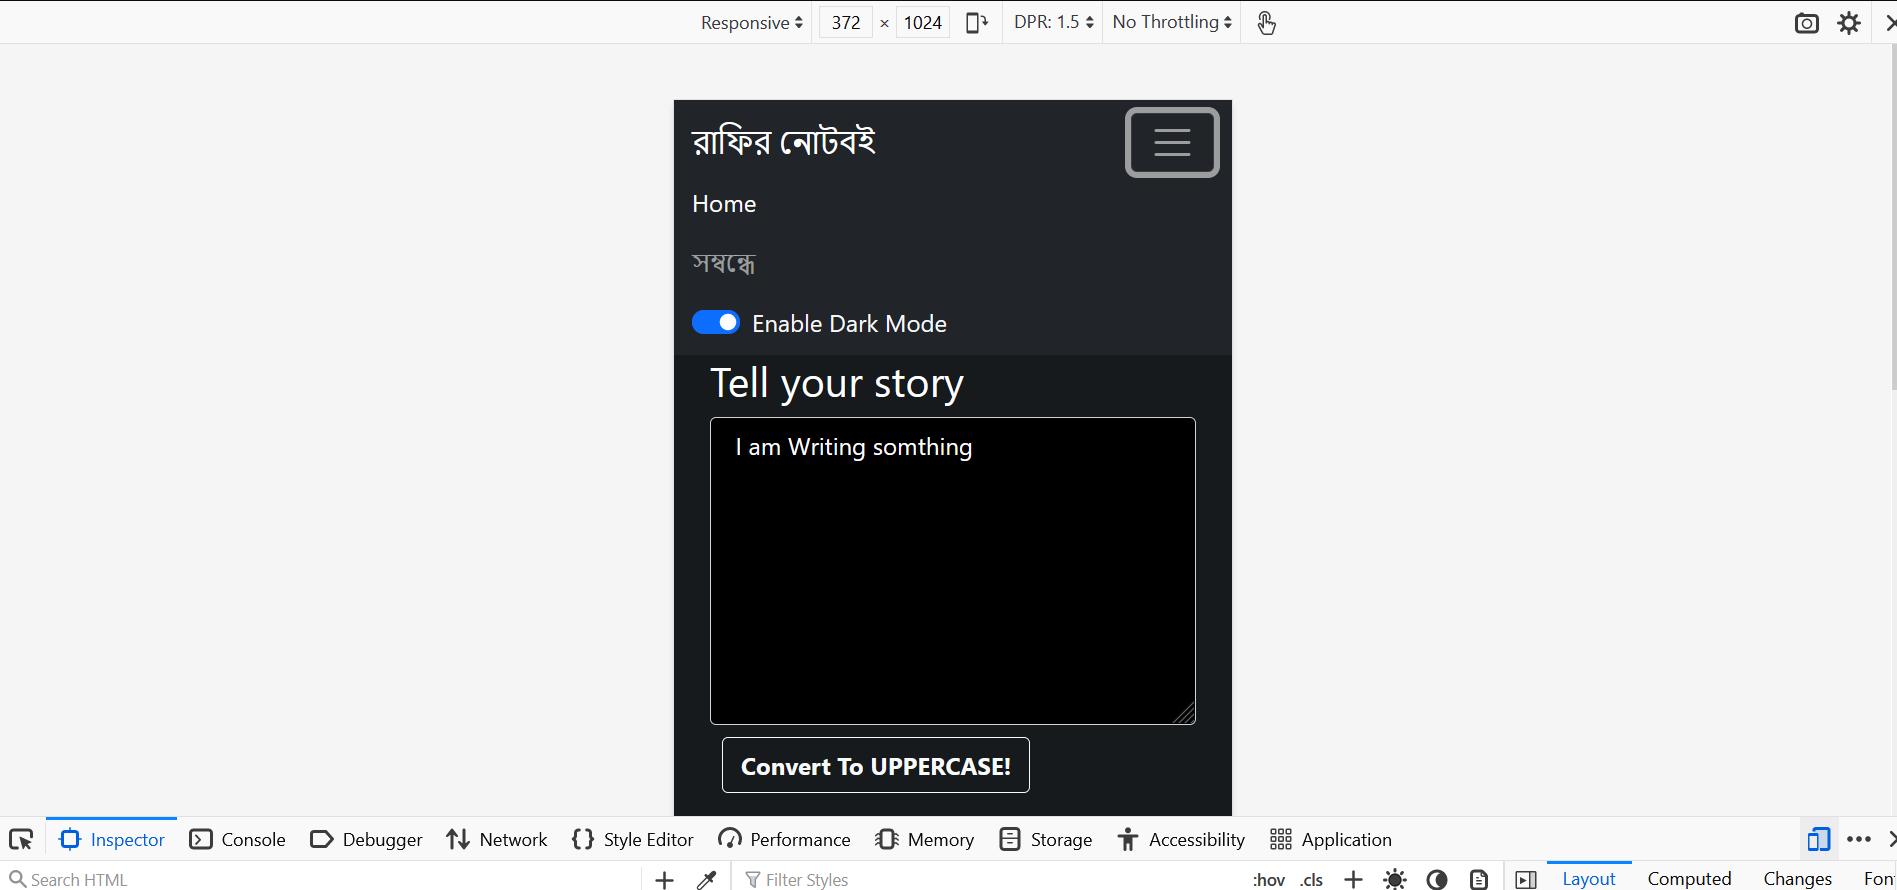 Responsive 372 × 1024 DPR: 1.5 No Throttling
রাফির নোটবই
Home
সম্বন্ধে
Enable Dark Mode
Tell your story
I am Writing somthing
Convert To UPPERCASE!
Inspector Console Debugger Network Style Editor Performance Memory Storage Accessibility Application
Search HTML Filter Styles :hov .cls Layout Computed Changes Fon